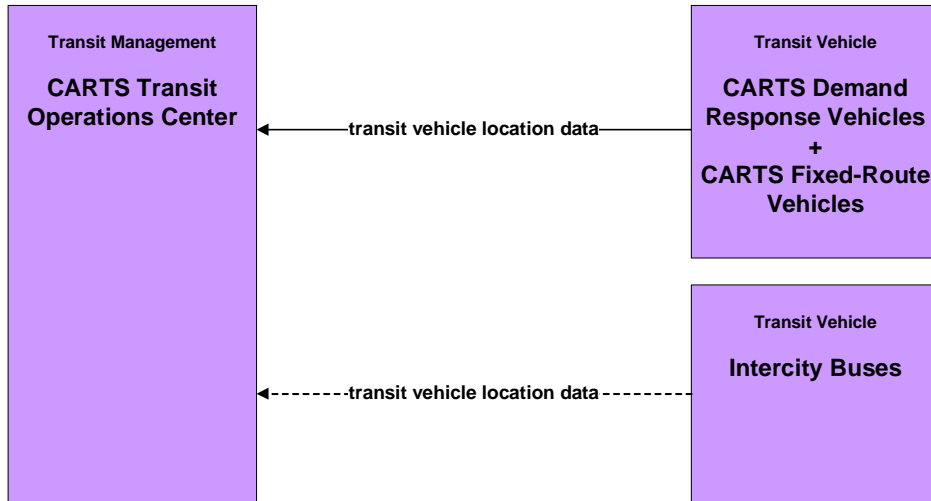 Transit Management
CARTS Transit
Operations Center
transit vehicle location data
Transit Vehicle
CARTS Demand
Response Vehicles
+
CARTS Fixed-Route
Vehicles
transit vehicle location data
Transit Vehicle
Intercity Buses